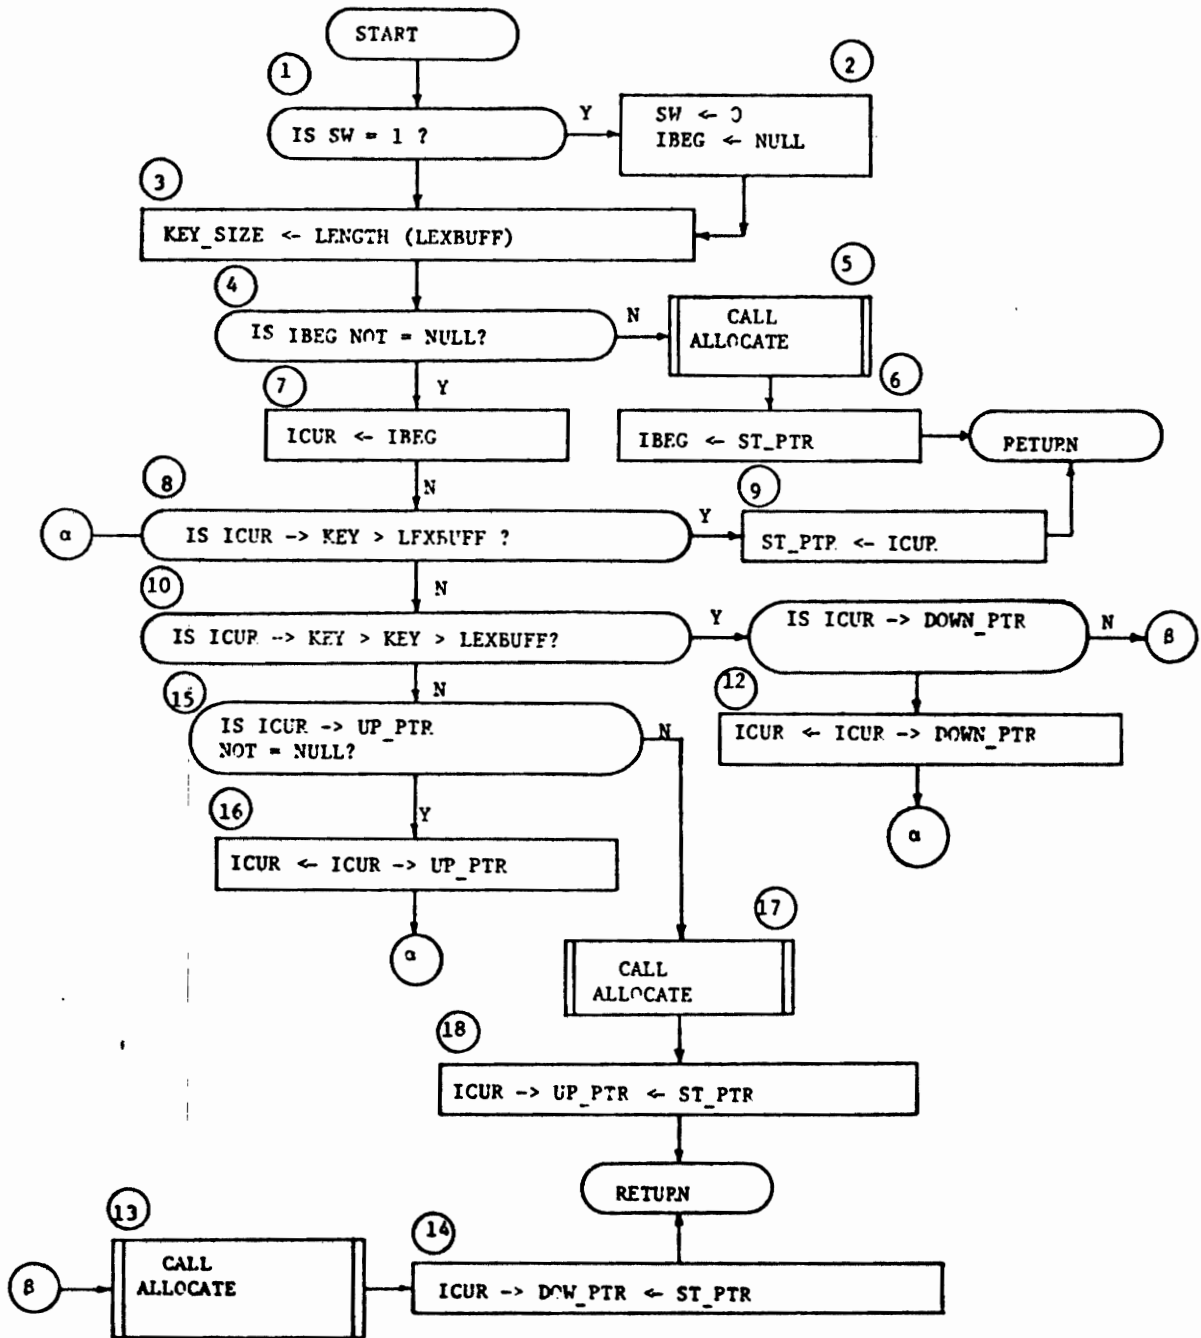 START
1
2
IS SW = 1 ?
Y
SW <- 0
IBEG <- NULL
3
KEY_SIZE <- LENGTH (LEXBUFF)
4
5
IS IBEG NOT = NULL?
N
CALL
ALLOCATE
7
Y
6
ICUR <- IBEG
IBEG <- ST_PTR
RETURN
8
N
9
α
IS ICUR -> KEY > LEXBUFF ?
Y
ST_PTR <- ICUR
10
N
IS ICUR -> KEY > KEY > LEXBUFF?
Y
IS ICUR -> DOWN_PTR
N
β
15
N
12
IS ICUR -> UP_PTR
NOT = NULL?
N
ICUR <- ICUR -> DOWN_PTR
16
Y
α
ICUR <- ICUR -> UP_PTR
17
α
CALL
ALLOCATE
18
ICUR -> UP_PTR <- ST_PTR
RETURN
13
14
β
CALL
ALLOCATE
ICUR -> DOW_PTR <- ST_PTR